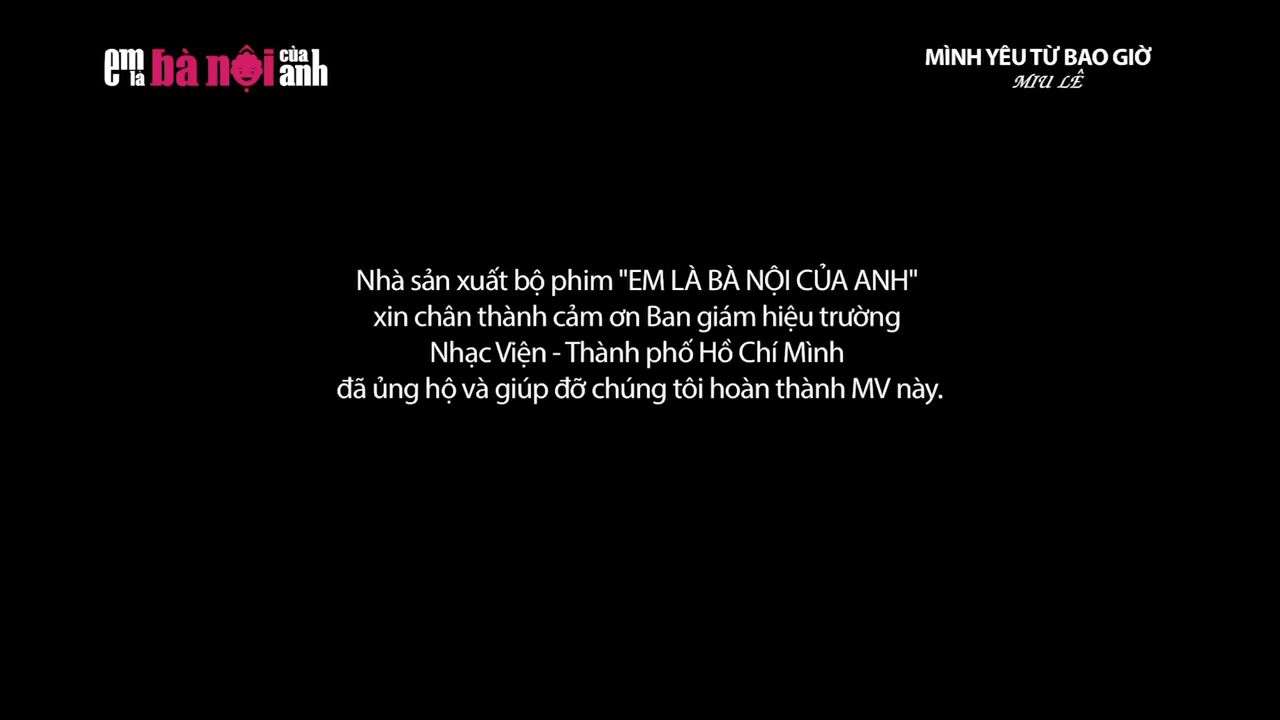 em là bà nội của anh
MÌNH YÊU TỪ BAO GIỜ
MIU LÊ
Nhà sản xuất bộ phim "EM LÀ BÀ NỘI CỦA ANH"
xin chân thành cảm ơn Ban giám hiệu trường
Nhạc Viện - Thành phố Hồ Chí Mình
đã ủng hộ và giúp đỡ chúng tôi hoàn thành MV này.